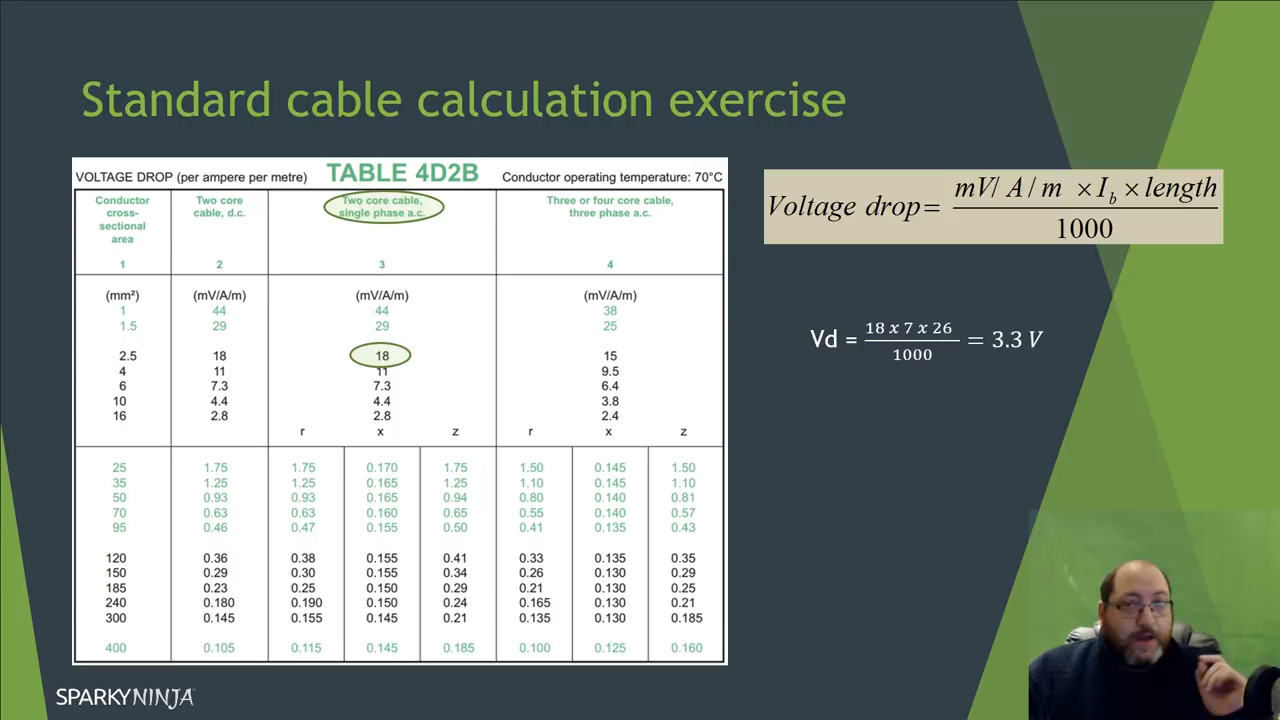 Standard cable calculation exercise
VOLTAGE DROP (per ampere per metre) TABLE 4D2B Conductor operating temperature: 70°C
Conductor cross-sectional area
Two core cable, d.c.
Two core cable, single phase a.c.
Three or four core cable, three phase a.c.
1 2 3 4
(mm²) (mV/A/m) (mV/A/m) (mV/A/m)
1 44 44 38
1.5 29 29 25
2.5 18 18 15
4 11 11 9.5
6 7.3 7.3 6.4
10 4.4 4.4 3.8
16 2.8 2.8 2.4
r x z r x z
25 1.75 1.75 0.170 1.75 1.50 0.145 1.50
35 1.25 1.25 0.165 1.25 1.10 0.145 1.10
50 0.93 0.93 0.165 0.94 0.80 0.140 0.81
70 0.63 0.63 0.160 0.65 0.55 0.140 0.57
95 0.46 0.47 0.155 0.50 0.41 0.135 0.43
120 0.36 0.38 0.155 0.41 0.33 0.135 0.35
150 0.29 0.30 0.155 0.34 0.26 0.130 0.29
185 0.23 0.25 0.150 0.29 0.21 0.130 0.25
240 0.180 0.190 0.150 0.24 0.165 0.130 0.21
300 0.145 0.155 0.145 0.21 0.135 0.130 0.185
400 0.105 0.115 0.145 0.185 0.100 0.125 0.160
Voltage drop = mV/ A / m × I_b × length / 1000
Vd = 18 x 7 x 26 / 1000 = 3.3 V
SPARKYNINJA